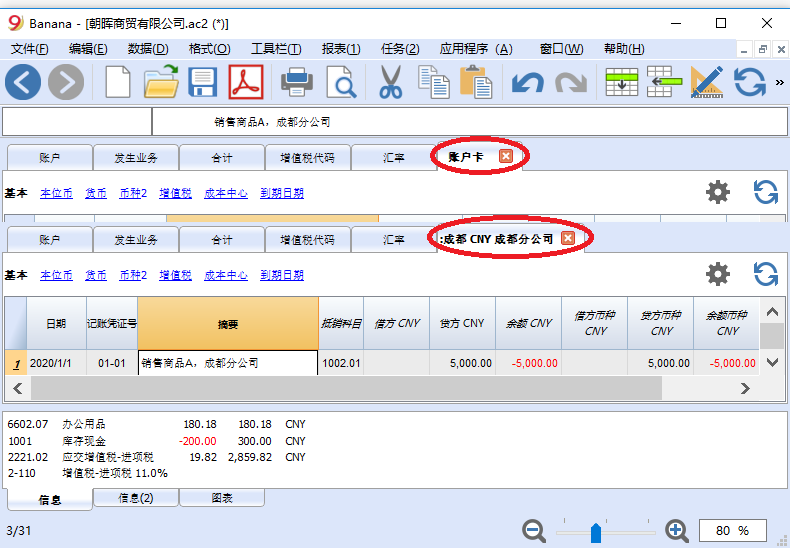 Banana - [朝晖商贸有限公司.ac2 (*)]
文件(F) 编辑(E) 数据(D) 格式(O) 工具栏(T) 报表(1) 任务(2) 应用程序 (A) 窗口(W) 帮助(H)
销售商品A，成都分公司
账户 发生业务 合计 增值税代码 汇率 账户卡
基本 本位币 货币 币种2 增值税 成本中心 到期日期
账户 发生业务 合计 增值税代码 汇率 :成都 CNY 成都分公司
基本 本位币 货币 币种2 增值税 成本中心 到期日期
日期 记账凭证号 摘要 抵销科目 借方 CNY 贷方 CNY 余额 CNY 借方币种 CNY 贷方币种 CNY 余额币种 CNY
1 2020/1/1 01-01 销售商品A，成都分公司 1002.01 5,000.00 -5,000.00 5,000.00 -5,000.00
6602.07 办公用品 180.18 180.18 CNY
1001 库存现金 -200.00 300.00 CNY
2221.02 应交增值税-进项税 19.82 2,859.82 CNY
2-110 增值税-进项税 11.0%
信息 信息(2) 图表
3/31 80 %